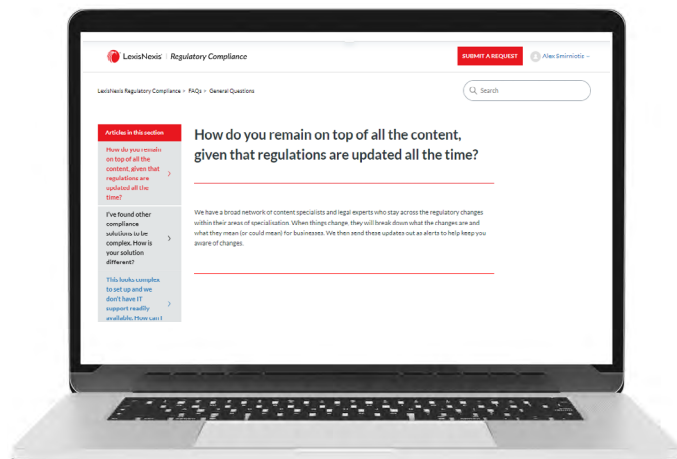 LexisNexis® | Regulatory Compliance
SUBMIT A REQUEST
Alex Smirniotis
LexisNexis Regulatory Compliance > FAQs > General Questions
Search
Articles in this section
How do you remain
on top of all the
content, given that
regulations are
updated all the
time?
I've found other
compliance
solutions to be
complex. How is
your solution
different?
This looks complex
to set up and we
don't have IT
support readily
available. How can I
How do you remain on top of all the content,
given that regulations are updated all the time?
We have a broad network of content specialists and legal experts who stay across the regulatory changes
within their areas of specialisation. When things change, they will break down what the changes are and
what they mean (or could mean) for businesses. We then send these updates out as alerts to help keep you
aware of changes.